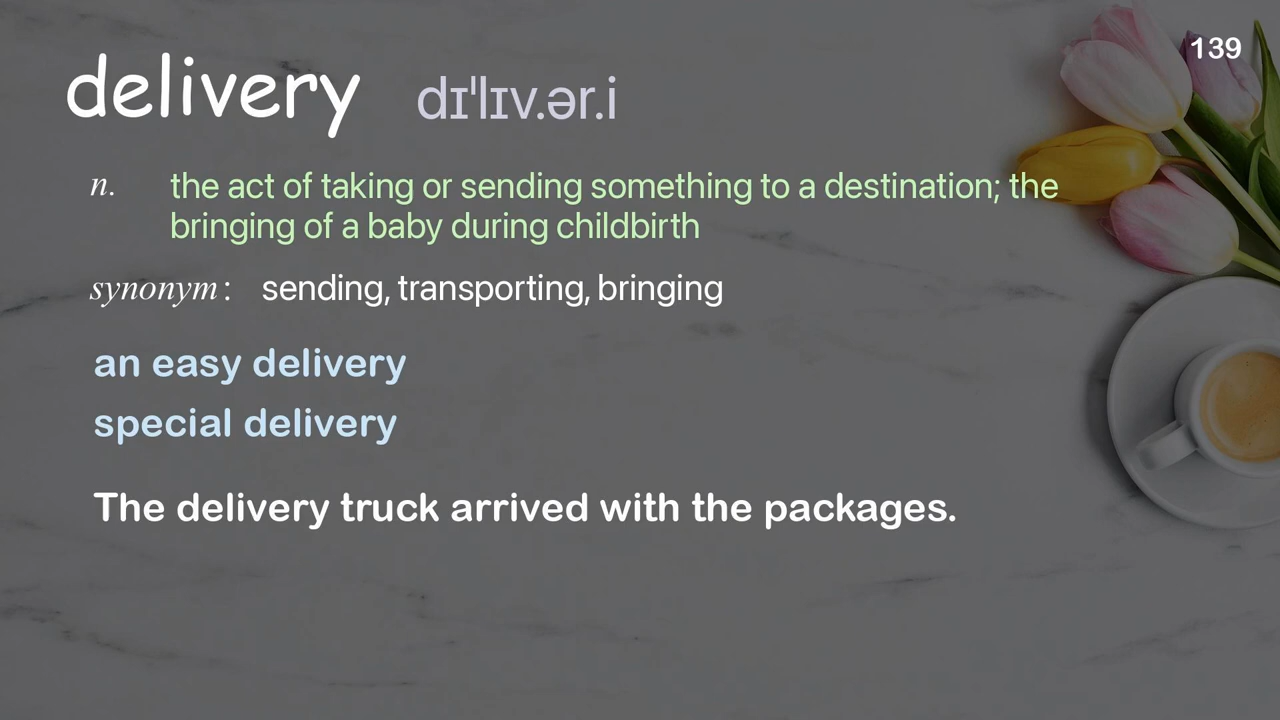 139
delivery dɪˈlɪv.ər.i
n. the act of taking or sending something to a destination; the
bringing of a baby during childbirth
synonym: sending, transporting, bringing
an easy delivery
special delivery
The delivery truck arrived with the packages.